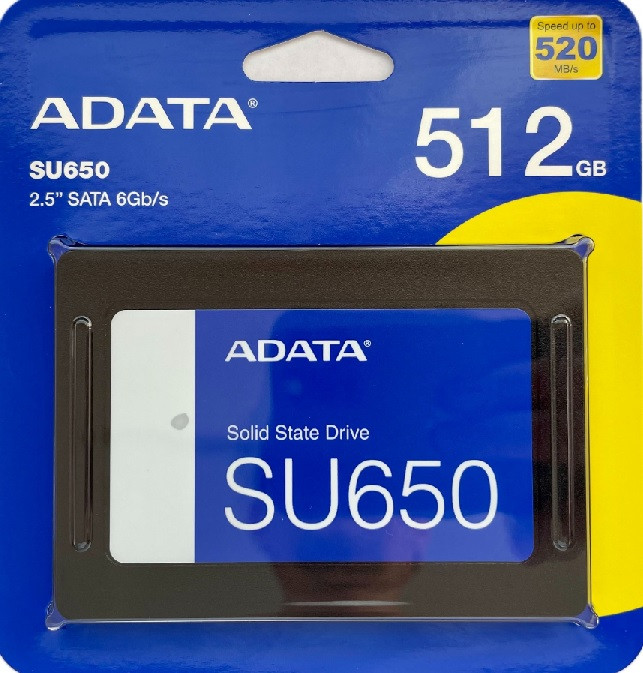 Speed up to
520
MB/s
ADATA®
512GB
SU650
2.5" SATA 6Gb/s
ADATA®
Solid State Drive
SU650